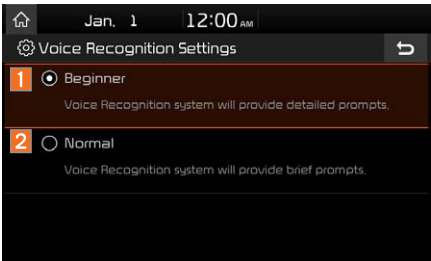 Jan. 1 12:00 AM
Voice Recognition Settings
1 Beginner
Voice Recognition system will provide detailed prompts.
2 Normal
Voice Recognition system will provide brief prompts.